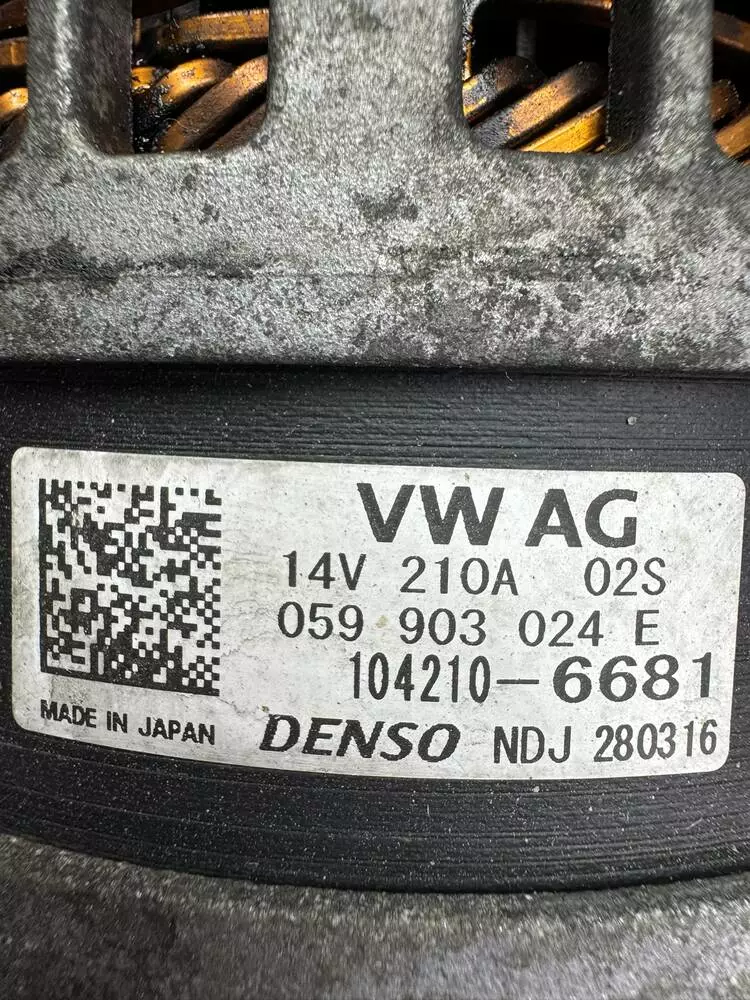 VW AG
14V 210A 02S
059 903 024 E
104210-6681
MADE IN JAPAN DENSO NDJ 280316